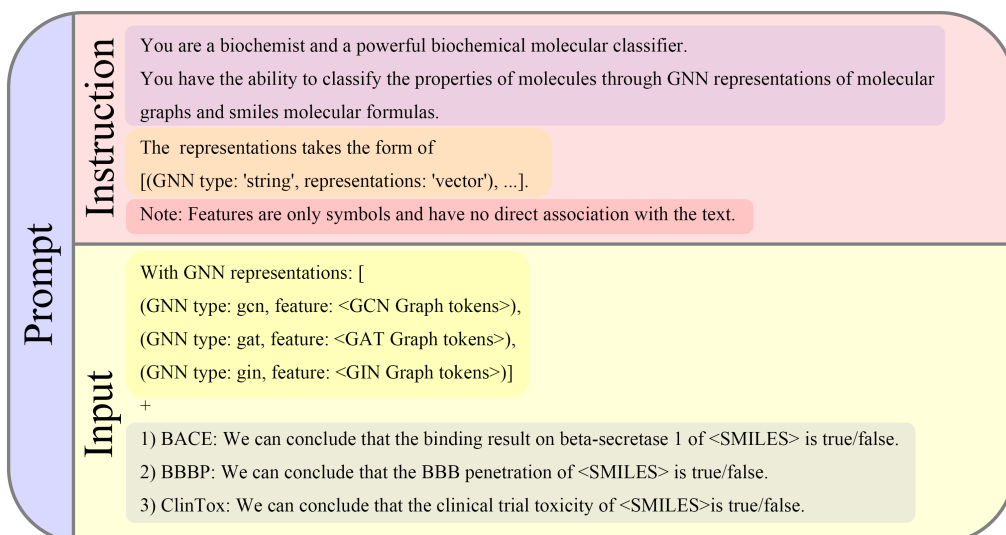 Prompt
Instruction
You are a biochemist and a powerful biochemical molecular classifier.
You have the ability to classify the properties of molecules through GNN representations of molecular
graphs and smiles molecular formulas.
The representations takes the form of
[(GNN type: 'string', representations: 'vector'), ...].
Note: Features are only symbols and have no direct association with the text.
Input
With GNN representations: [
(GNN type: gcn, feature: <GCN Graph tokens>),
(GNN type: gat, feature: <GAT Graph tokens>),
(GNN type: gin, feature: <GIN Graph tokens>)]
+
1) BACE: We can conclude that the binding result on beta-secretase 1 of <SMILES> is true/false.
2) BBBP: We can conclude that the BBB penetration of <SMILES> is true/false.
3) ClinTox: We can conclude that the clinical trial toxicity of <SMILES>is true/false.